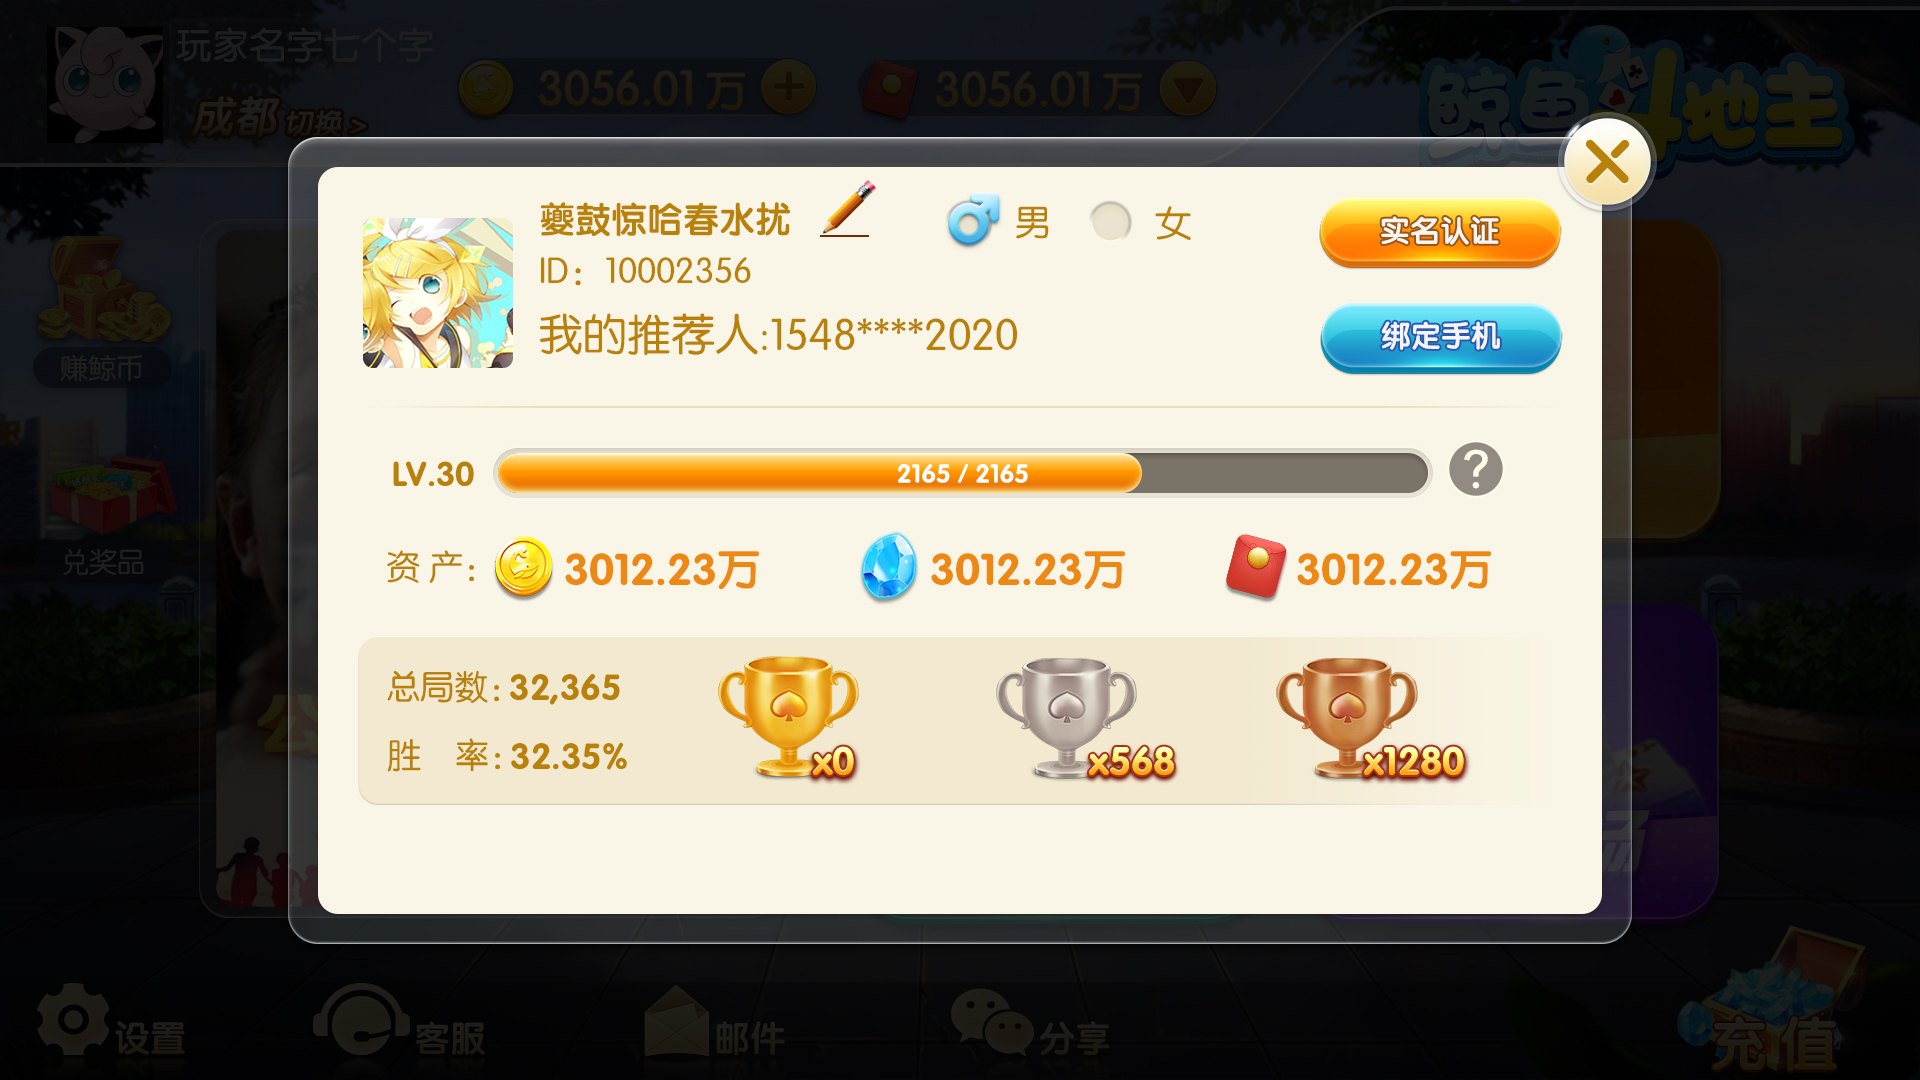 玩家名字七个字
成都 切换 >
3056.01万
3056.01万
鲸鱼斗地主
赚鲸币
兑奖品
夔鼓惊哈春水扰
男
女
实名认证
ID：10002356
我的推荐人:1548****2020
绑定手机
LV.30
2165 / 2165
?
资 产:
3012.23万
3012.23万
3012.23万
总局数: 32,365
胜 率: 32.35%
x0
x568
x1280
设置
客服
邮件
分享
充值